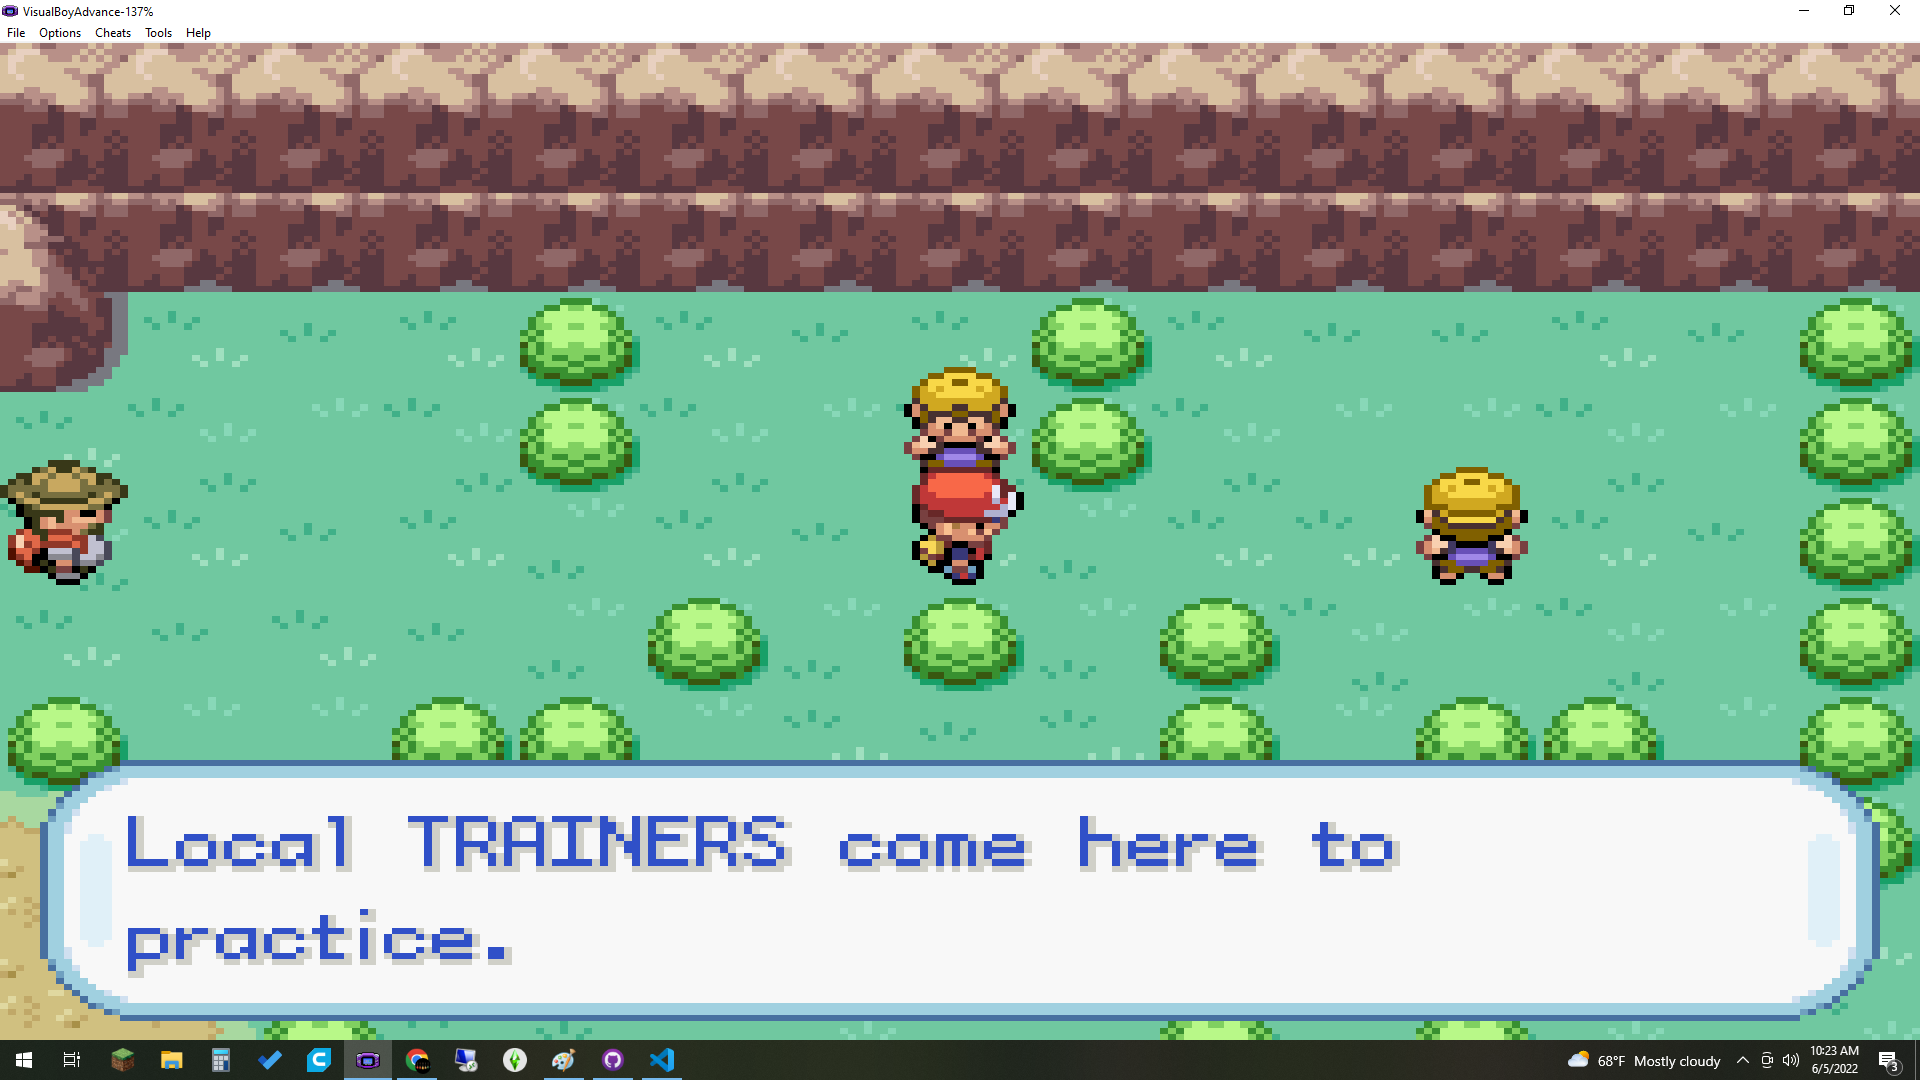 VisualBoyAdvance-137%
File Options Cheats Tools Help
Local TRAINERS come here to
practice.
68°F Mostly cloudy
10:23 AM
6/5/2022
3